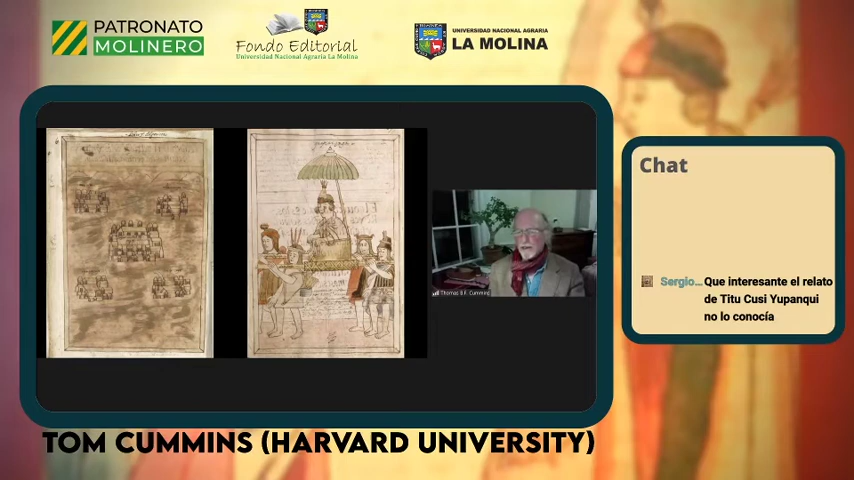 PATRONATO
MOLINERO
Fondo Editorial
Universidad Nacional Agraria La Molina
UNIVERSIDAD NACIONAL AGRARIA
LA MOLINA
Chat
Sergio... Que interesante el relato
de Titu Cusi Yupanqui
no lo conocía
Thomas B.F. Cummins
TOM CUMMINS (HARVARD UNIVERSITY)